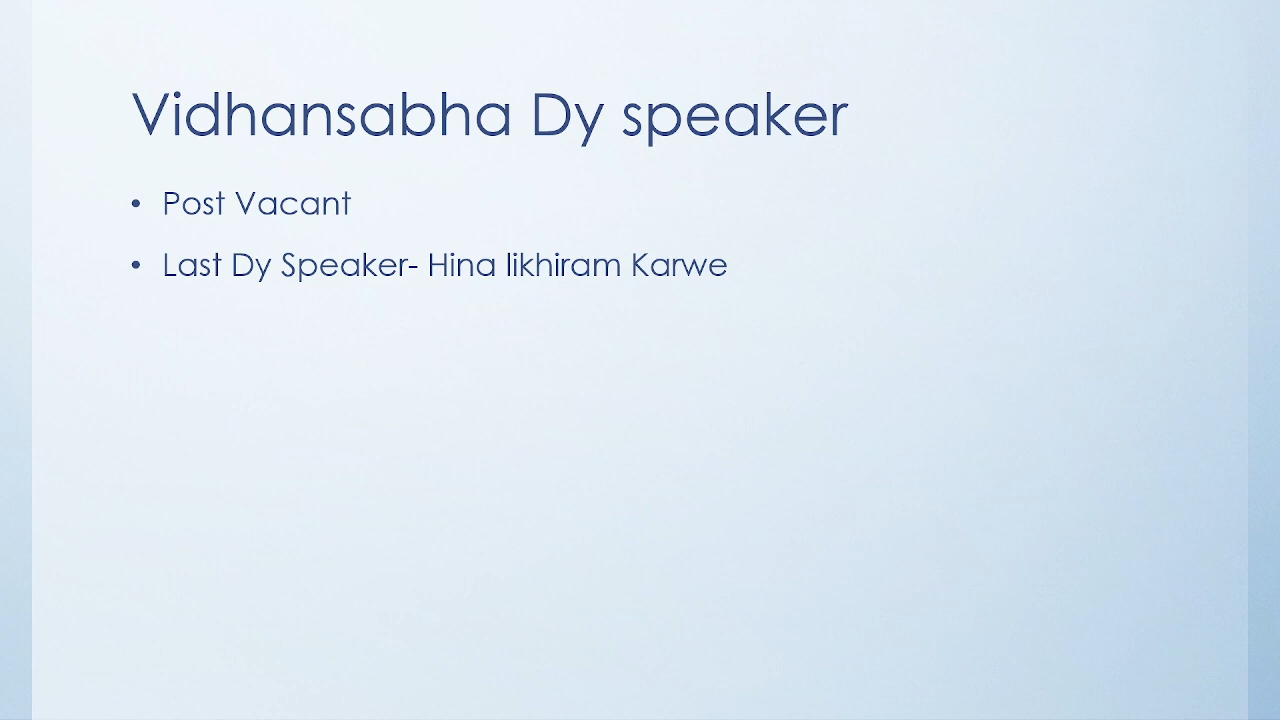 Vidhansabha Dy speaker
• Post Vacant
• Last Dy Speaker- Hina likhiram Karwe